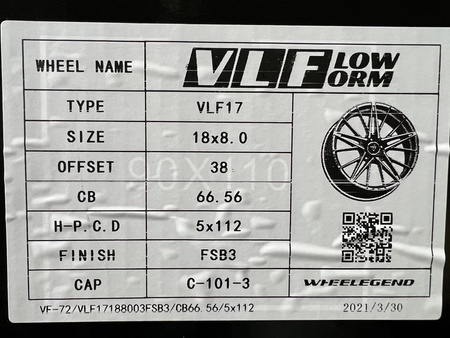 WHEEL NAME VLF LOW FORM
TYPE VLF17
SIZE 18x8.0
OFFSET 38
CB 66.56
H-P.C.D 5x112
FINISH FSB3
CAP C-101-3
WHEELEGEND
VF-72/VLF17188003FSB3/CB66.56/5x112
2021/3/30